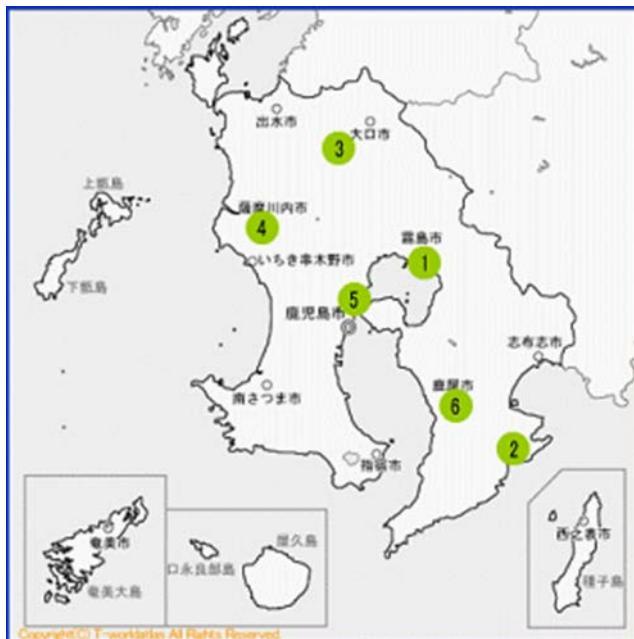 出水市
大口市
3
上甑島
薩摩川内市
4
霧島市
1
いちき串木野市
下甑島
5
鹿児島市
志布志市
南さつま市
鹿屋市
6
2
指宿市
奄美市
奄美大島
屋久島
口永良部島
西之表市
種子島
Copyright(C) T-worldatlas All Rights Reserved.